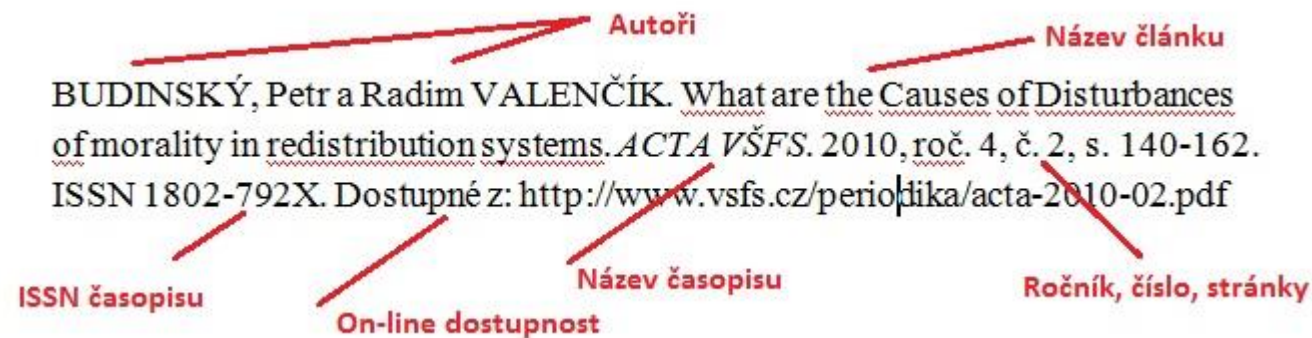 Autoři
Název článku
BUDINSKÝ, Petr a Radim VALENČÍK. What are the Causes of Disturbances
of morality in redistribution systems. ACTA VŠFS. 2010, roč. 4, č. 2, s. 140-162.
ISSN 1802-792X. Dostupné z: http://www.vsfs.cz/periodika/acta-2010-02.pdf
ISSN časopisu
On-line dostupnost
Název časopisu
Ročník, číslo, stránky